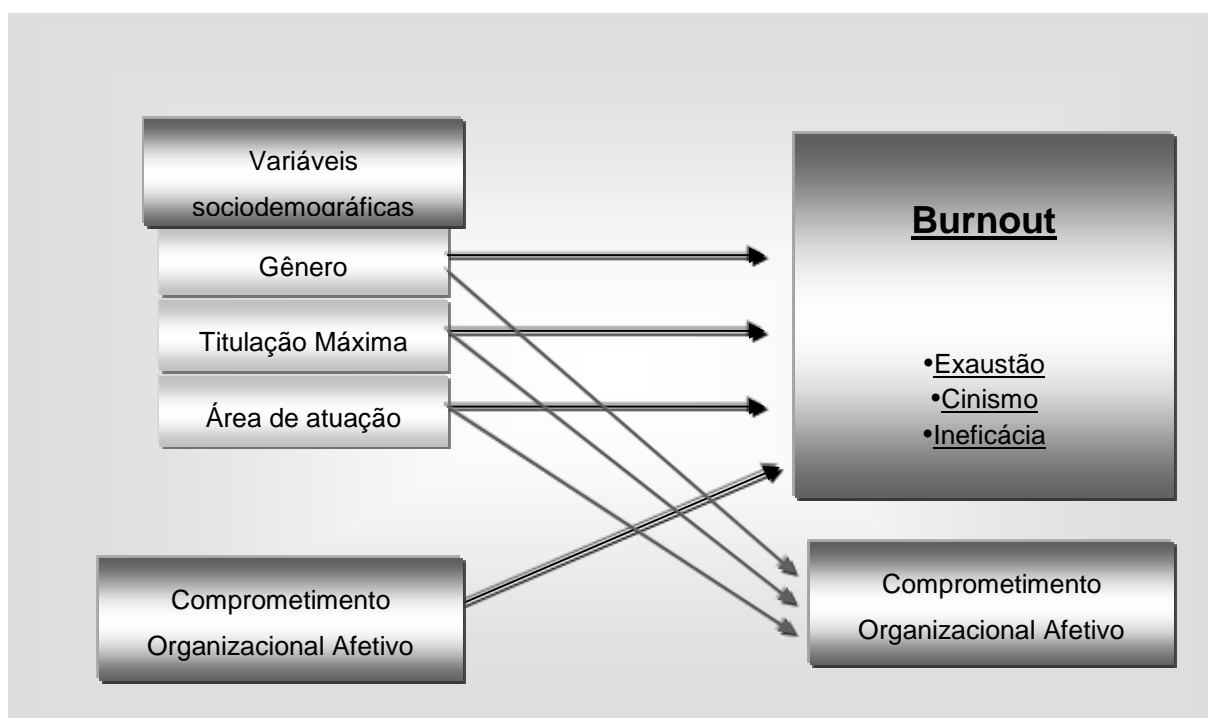 Variáveis
sociodemográficas
Gênero
Titulação Máxima
Área de atuação
Comprometimento
Organizacional Afetivo
Burnout
•Exaustão
•Cinismo
•Ineficácia
Comprometimento
Organizacional Afetivo